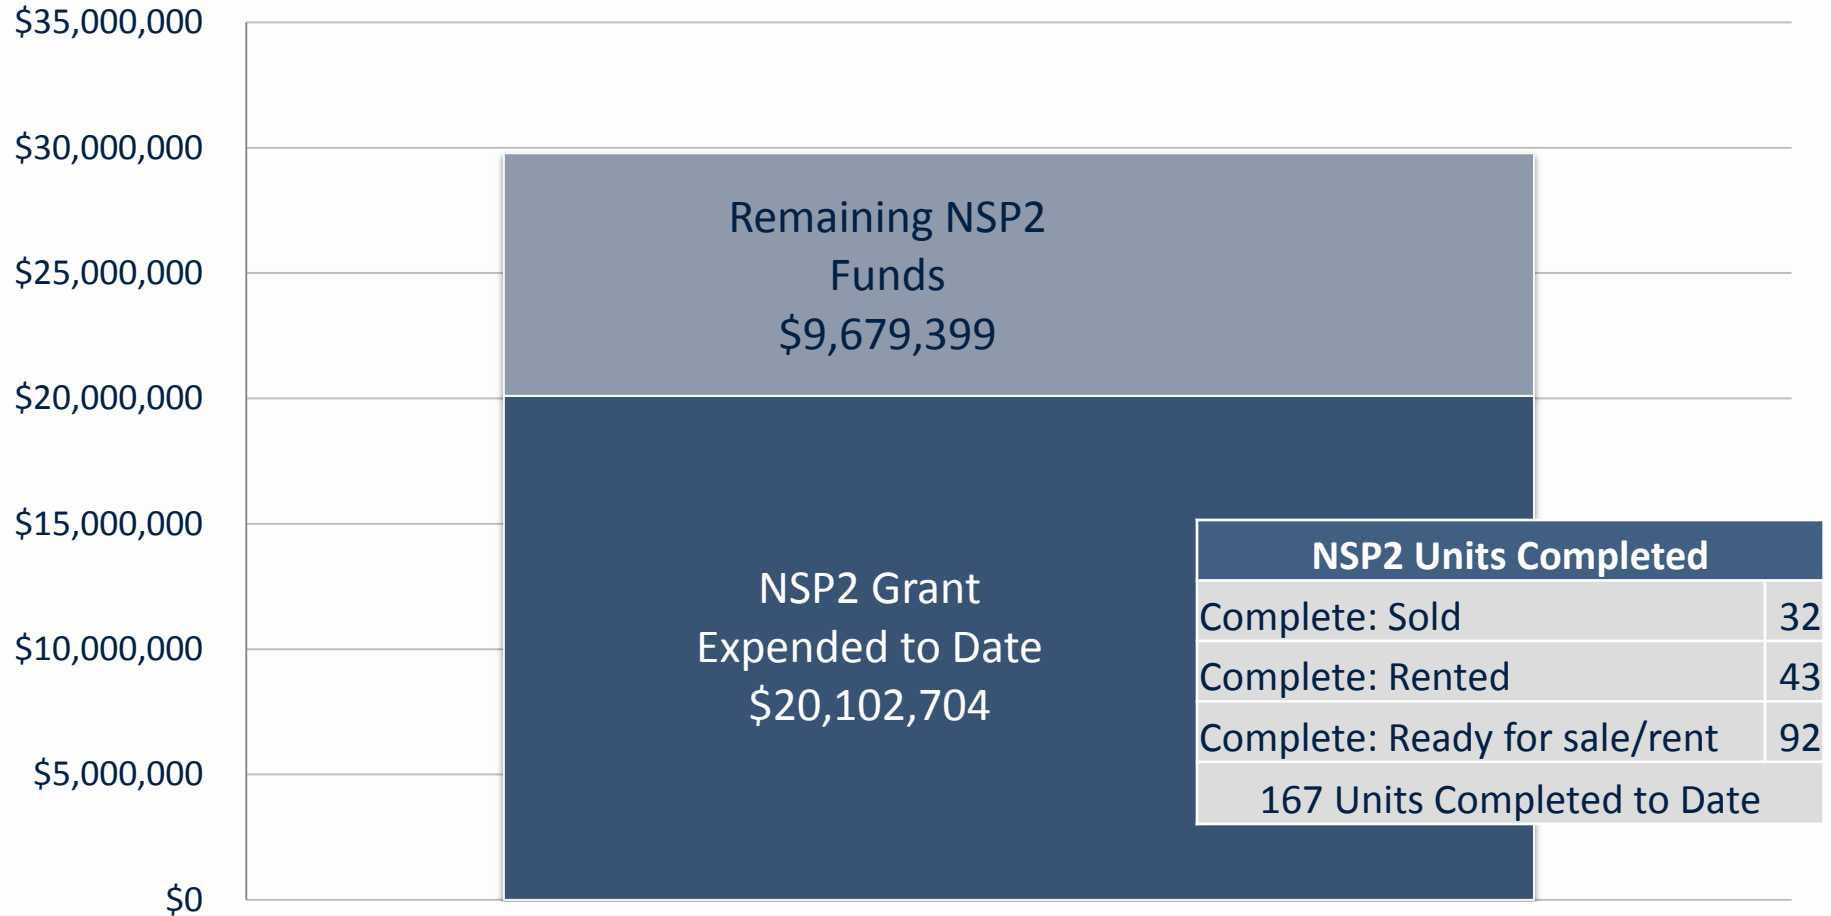 $35,000,000
$30,000,000
$25,000,000
$20,000,000
$15,000,000
$10,000,000
$5,000,000
$0
Remaining NSP2
Funds
$9,679,399
NSP2 Grant
Expended to Date
$20,102,704
NSP2 Units Completed
Complete: Sold 32
Complete: Rented 43
Complete: Ready for sale/rent 92
167 Units Completed to Date